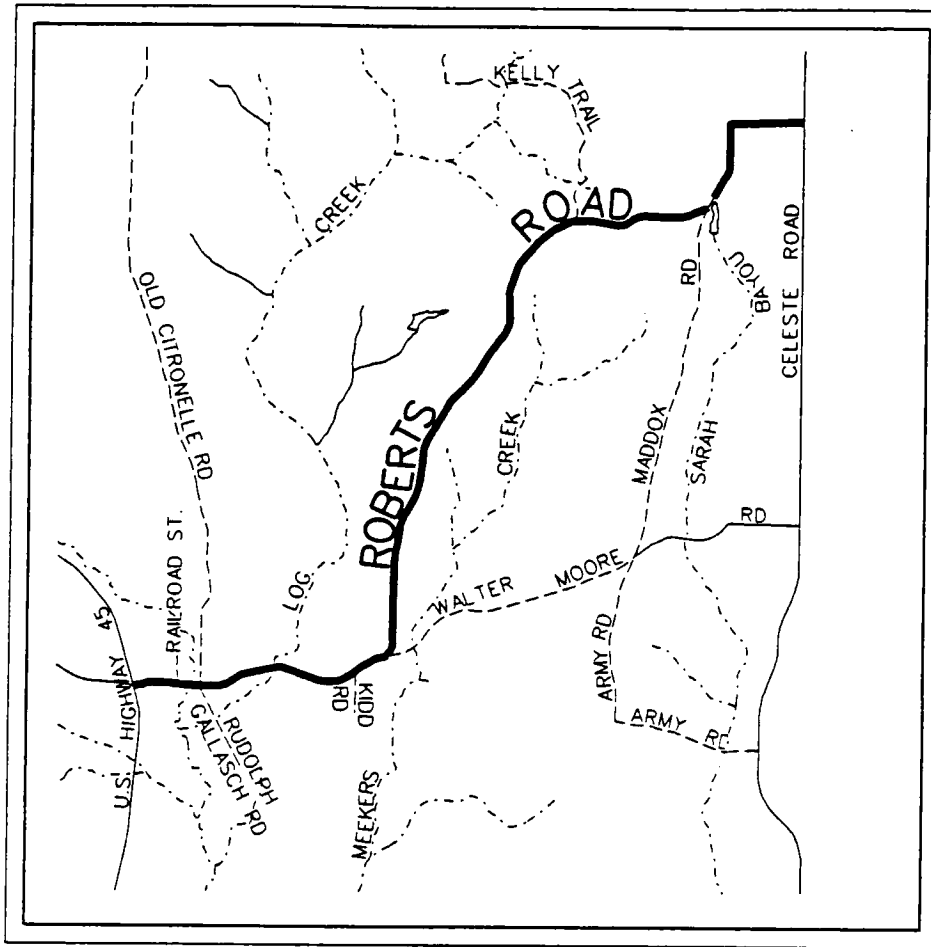 KELLY TRAIL
CREEK
ROBERTS ROAD
OLD CITRONELLE RD
BAYOU
SARAH
CELESTE ROAD
MADDOX RD
CREEK
RAILROAD ST.
LOG
WALTER MOORE RD
U.S. HIGHWAY 45
KIDD RD
ARMY RD
ARMY RD
RUDOLPH
GALLASCH RD
MEEKERS